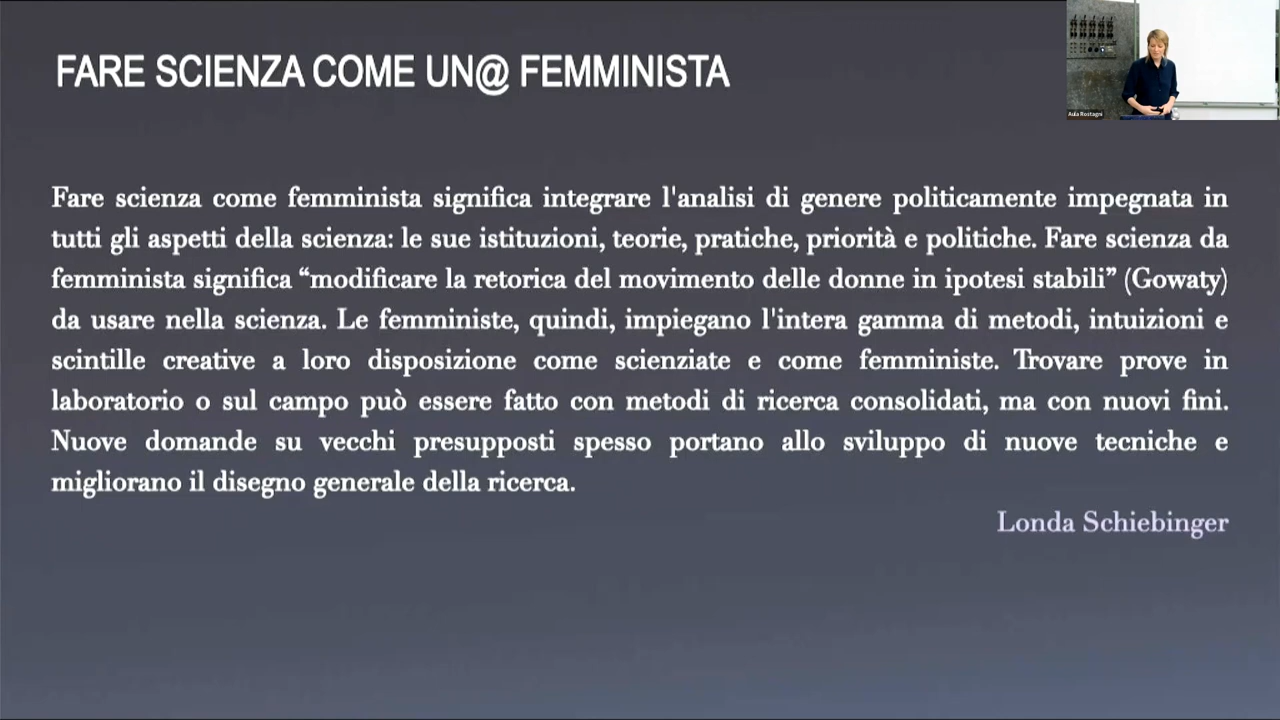 FARE SCIENZA COME UN@ FEMMINISTA
Aula Rostagni
Fare scienza come femminista significa integrare l'analisi di genere politicamente impegnata in
tutti gli aspetti della scienza: le sue istituzioni, teorie, pratiche, priorità e politiche. Fare scienza da
femminista significa “modificare la retorica del movimento delle donne in ipotesi stabili” (Gowaty)
da usare nella scienza. Le femministe, quindi, impiegano l'intera gamma di metodi, intuizioni e
scintille creative a loro disposizione come scienziate e come femministe. Trovare prove in
laboratorio o sul campo può essere fatto con metodi di ricerca consolidati, ma con nuovi fini.
Nuove domande su vecchi presupposti spesso portano allo sviluppo di nuove tecniche e
migliorano il disegno generale della ricerca.
Londa Schiebinger